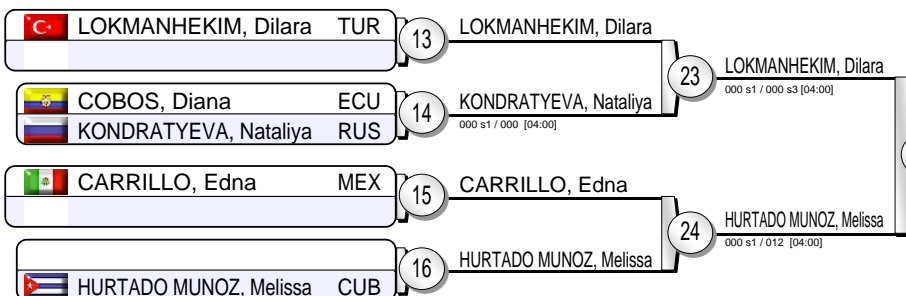 LOKMANHEKIM, Dilara TUR
13
LOKMANHEKIM, Dilara
COBOS, Diana ECU
KONDRATYEVA, Nataliya RUS
14
KONDRATYEVA, Nataliya
000 s1 / 000 [04:00]
23
LOKMANHEKIM, Dilara
000 s1 / 000 s3 [04:00]
CARRILLO, Edna MEX
15
CARRILLO, Edna
HURTADO MUNOZ, Melissa CUB
16
HURTADO MUNOZ, Melissa
24
HURTADO MUNOZ, Melissa
000 s1 / 012 [04:00]